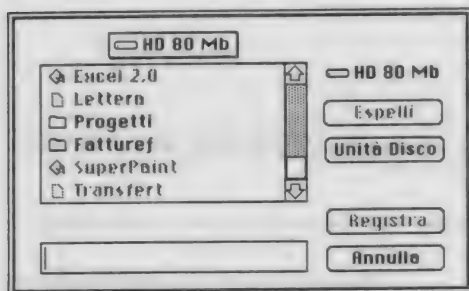 HD 80 Mb
Excel 2.0
Lettera
Progetti
Fatturef
SuperPaint
Transfert
HD 80 Mb
Espelli
Unità Disco
Registra
Annulla